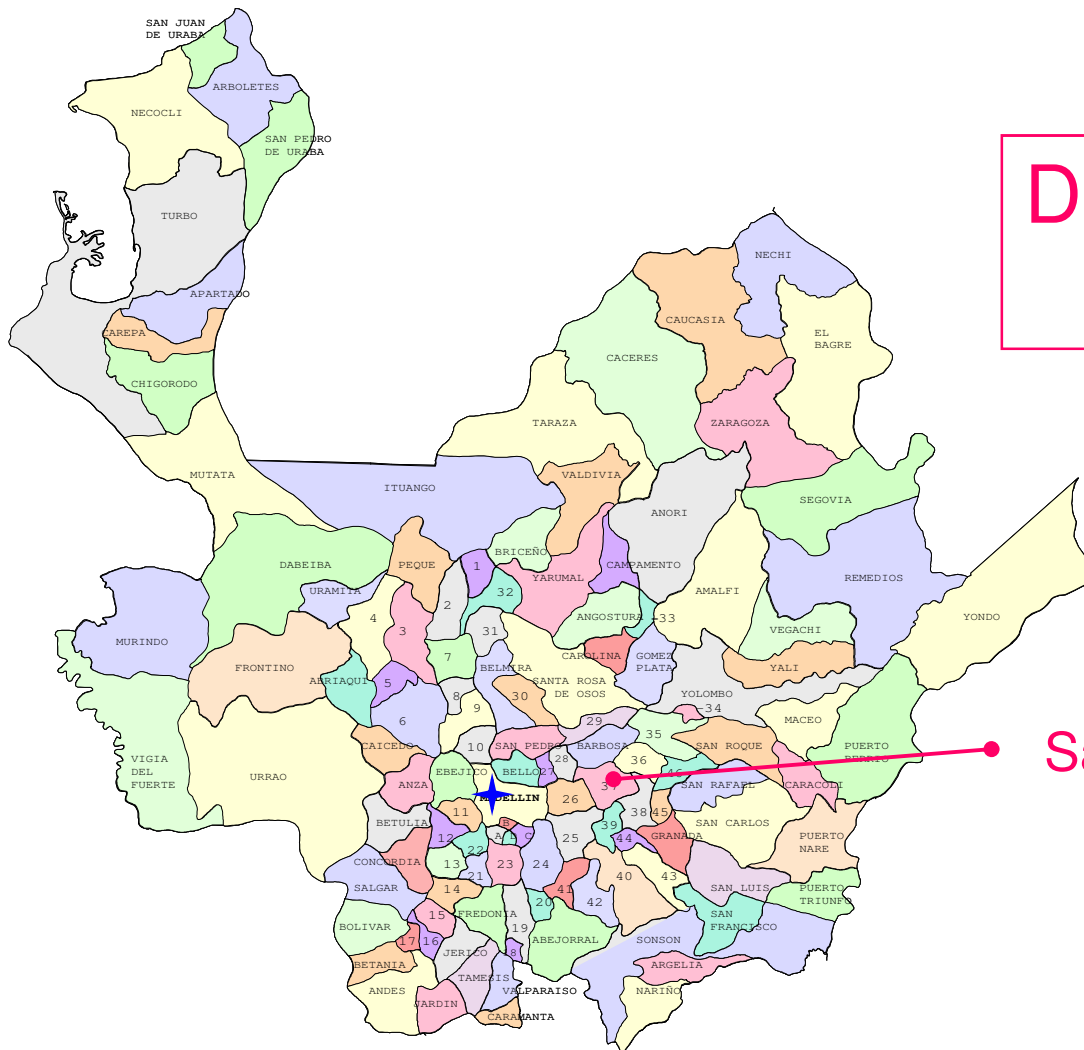 SAN JUAN
DE URABA
ARBOLETES
NECOCLI
SAN PEDRO
DE URABA
D
TURBO
NECHI
APARTADO
CAREPA
CAUCASIA
EL
BAGRE
CACERES
CHIGORODO
TARAZA
ZARAGOZA
MUTATA
VALDIVIA
ITUANGO
SEGOVIA
ANORI
BRICEÑO
DABEIBA
PEQUE
1
YARUMAL
CAMPAMENTO
REMEDIOS
URAMITA
32
AMALFI
2
4
ANGOSTURA
-33
YONDO
3
31
VEGACHI
MURINDO
7
CAROLINA
GOMEZ
PLATA
FRONTINO
BELMIRA
YALI
ABRIAQUI
5
SANTA ROSA
DE OSOS
8
30
YOLOMBO
9
-34
6
29
MACEO
35
CAICEDO
10
SAN PEDRO
BARBOSA
SAN ROQUE
PUERTO
BERRIO
Sa
VIGIA
DEL
FUERTE
28
36
EBEJICO
BELLO
27
46
URRAO
ANZA
37
SAN RAFAEL
CARACOLI
MEDELLIN
26
11
38
45
BETULIA
B
SAN CARLOS
39
12
A
D
C
25
44
GRANADA
PUERTO
NARE
22
CONCORDIA
13
23
24
21
40
43
SALGAR
14
41
SAN LUIS
PUERTO
TRIUNFO
20
42
15
FREDONIA
SAN
FRANCISCO
BOLIVAR
19
17
16
ABEJORRAL
SONSON
JERICO
8
BETANIA
ARGELIA
TAMESIS
ANDES
VALPARAISO
NARIÑO
JARDIN
CARAMANTA